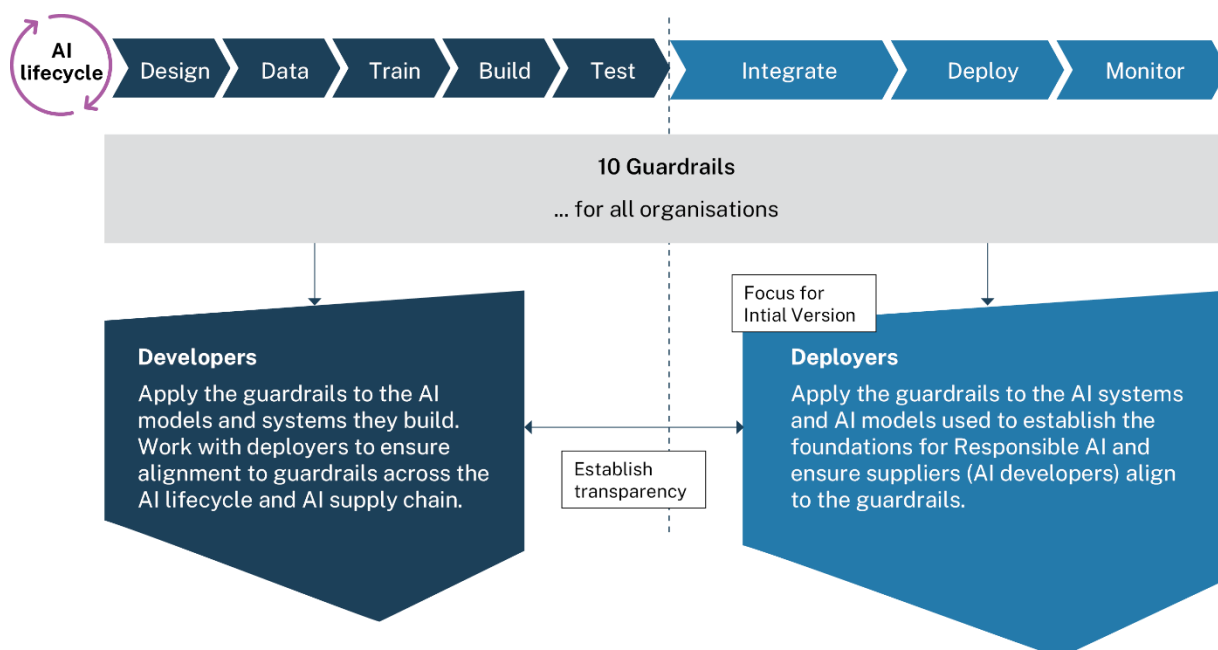 AI
lifecycle
Design
Data
Train
Build
Test
Integrate
Deploy
Monitor
10 Guardrails
... for all organisations
Developers
Apply the guardrails to the AI
models and systems they build.
Work with deployers to ensure
alignment to guardrails across the
AI lifecycle and AI supply chain.
Establish
transparency
Focus for
Intial Version
Deployers
Apply the guardrails to the AI systems
and AI models used to establish the
foundations for Responsible AI and
ensure suppliers (AI developers) align
to the guardrails.